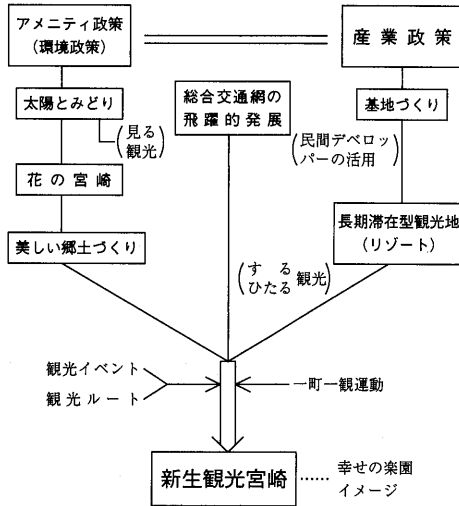 アメニティ政策
(環境政策)
産業政策
太陽とみどり
(見る
観光)
総合交通網の
飛躍的発展
基地づくり
(民間デベロッ
パーの活用)
花の宮崎
美しい郷土づくり
長期滞在型観光地
(リゾート)
(する
ひたる 観光)
観光イベント
観光ルート
一町一観運動
新生観光宮崎
……幸せの楽園
イメージ